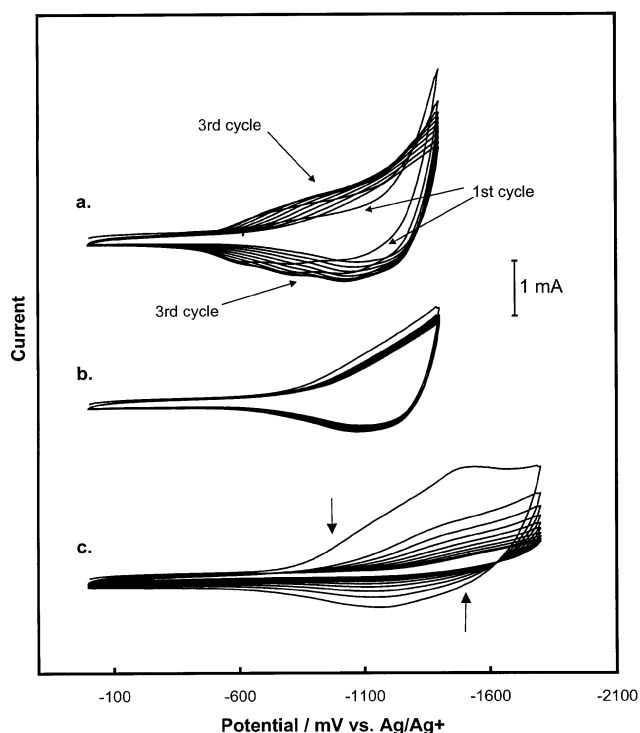 3rd cycle
a.
1st cycle
3rd cycle
1 mA
Current
b.
c.
-100 -600 -1100 -1600 -2100
Potential / mV vs. Ag/Ag+